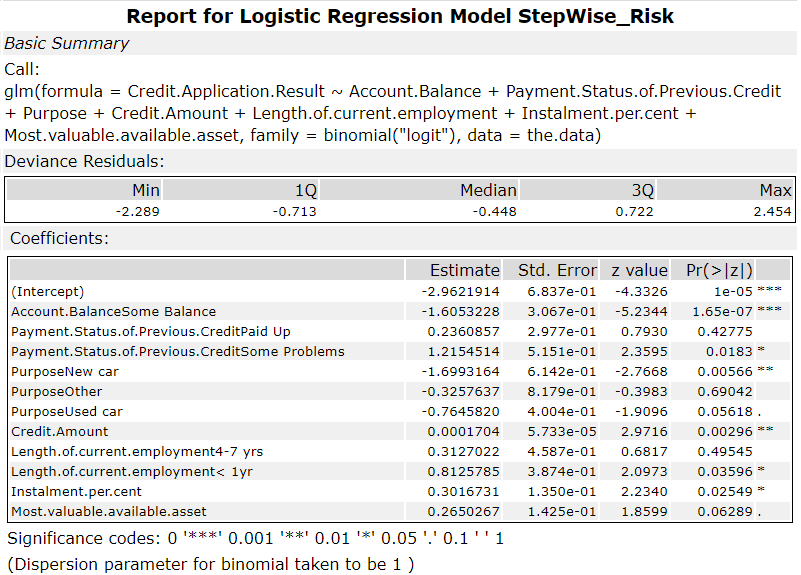 Report for Logistic Regression Model StepWise_Risk
Basic Summary
Call:
glm(formula = Credit.Application.Result ~ Account.Balance + Payment.Status.of.Previous.Credit
+ Purpose + Credit.Amount + Length.of.current.employment + Instalment.per.cent +
Most.valuable.available.asset, family = binomial("logit"), data = the.data)
Deviance Residuals:
Min 1Q Median 3Q Max
-2.289 -0.713 -0.448 0.722 2.454
Coefficients:
Estimate Std. Error z value Pr(>|z|)
(Intercept) -2.9621914 6.837e-01 -4.3326 1e-05 ***
Account.BalanceSome Balance -1.6053228 3.067e-01 -5.2344 1.65e-07 ***
Payment.Status.of.Previous.CreditPaid Up 0.2360857 2.977e-01 0.7930 0.42775
Payment.Status.of.Previous.CreditSome Problems 1.2154514 5.151e-01 2.3595 0.0183 *
PurposeNew car -1.6993164 6.142e-01 -2.7668 0.00566 **
PurposeOther -0.3257637 8.179e-01 -0.3983 0.69042
PurposeUsed car -0.7645820 4.004e-01 -1.9096 0.05618 .
Credit.Amount 0.0001704 5.733e-05 2.9716 0.00296 **
Length.of.current.employment4-7 yrs 0.3127022 4.587e-01 0.6817 0.49545
Length.of.current.employment< 1yr 0.8125785 3.874e-01 2.0973 0.03596 *
Instalment.per.cent 0.3016731 1.350e-01 2.2340 0.02549 *
Most.valuable.available.asset 0.2650267 1.425e-01 1.8599 0.06289 .
Significance codes: 0 '***' 0.001 '**' 0.01 '*' 0.05 '.' 0.1 ' ' 1
(Dispersion parameter for binomial taken to be 1 )